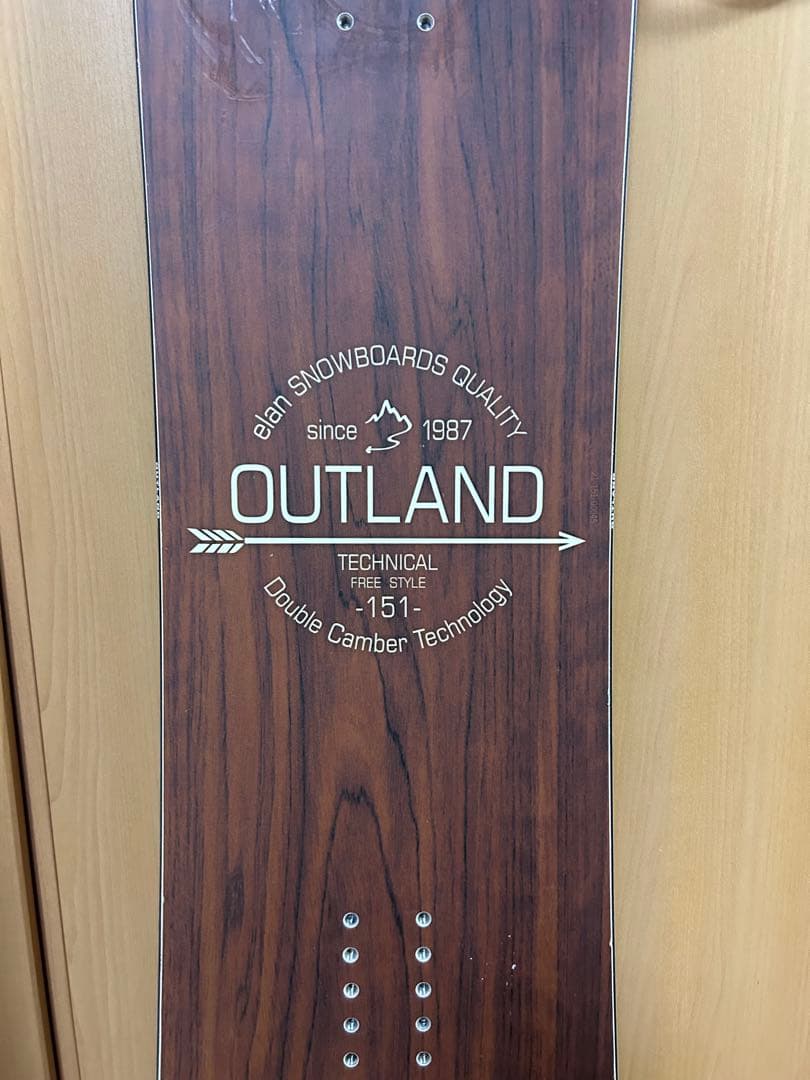 elan SNOWBOARDS QUALITY
since 1987
OUTLAND
TECHNICAL
FREE STYLE
-151-
Double Camber Technology